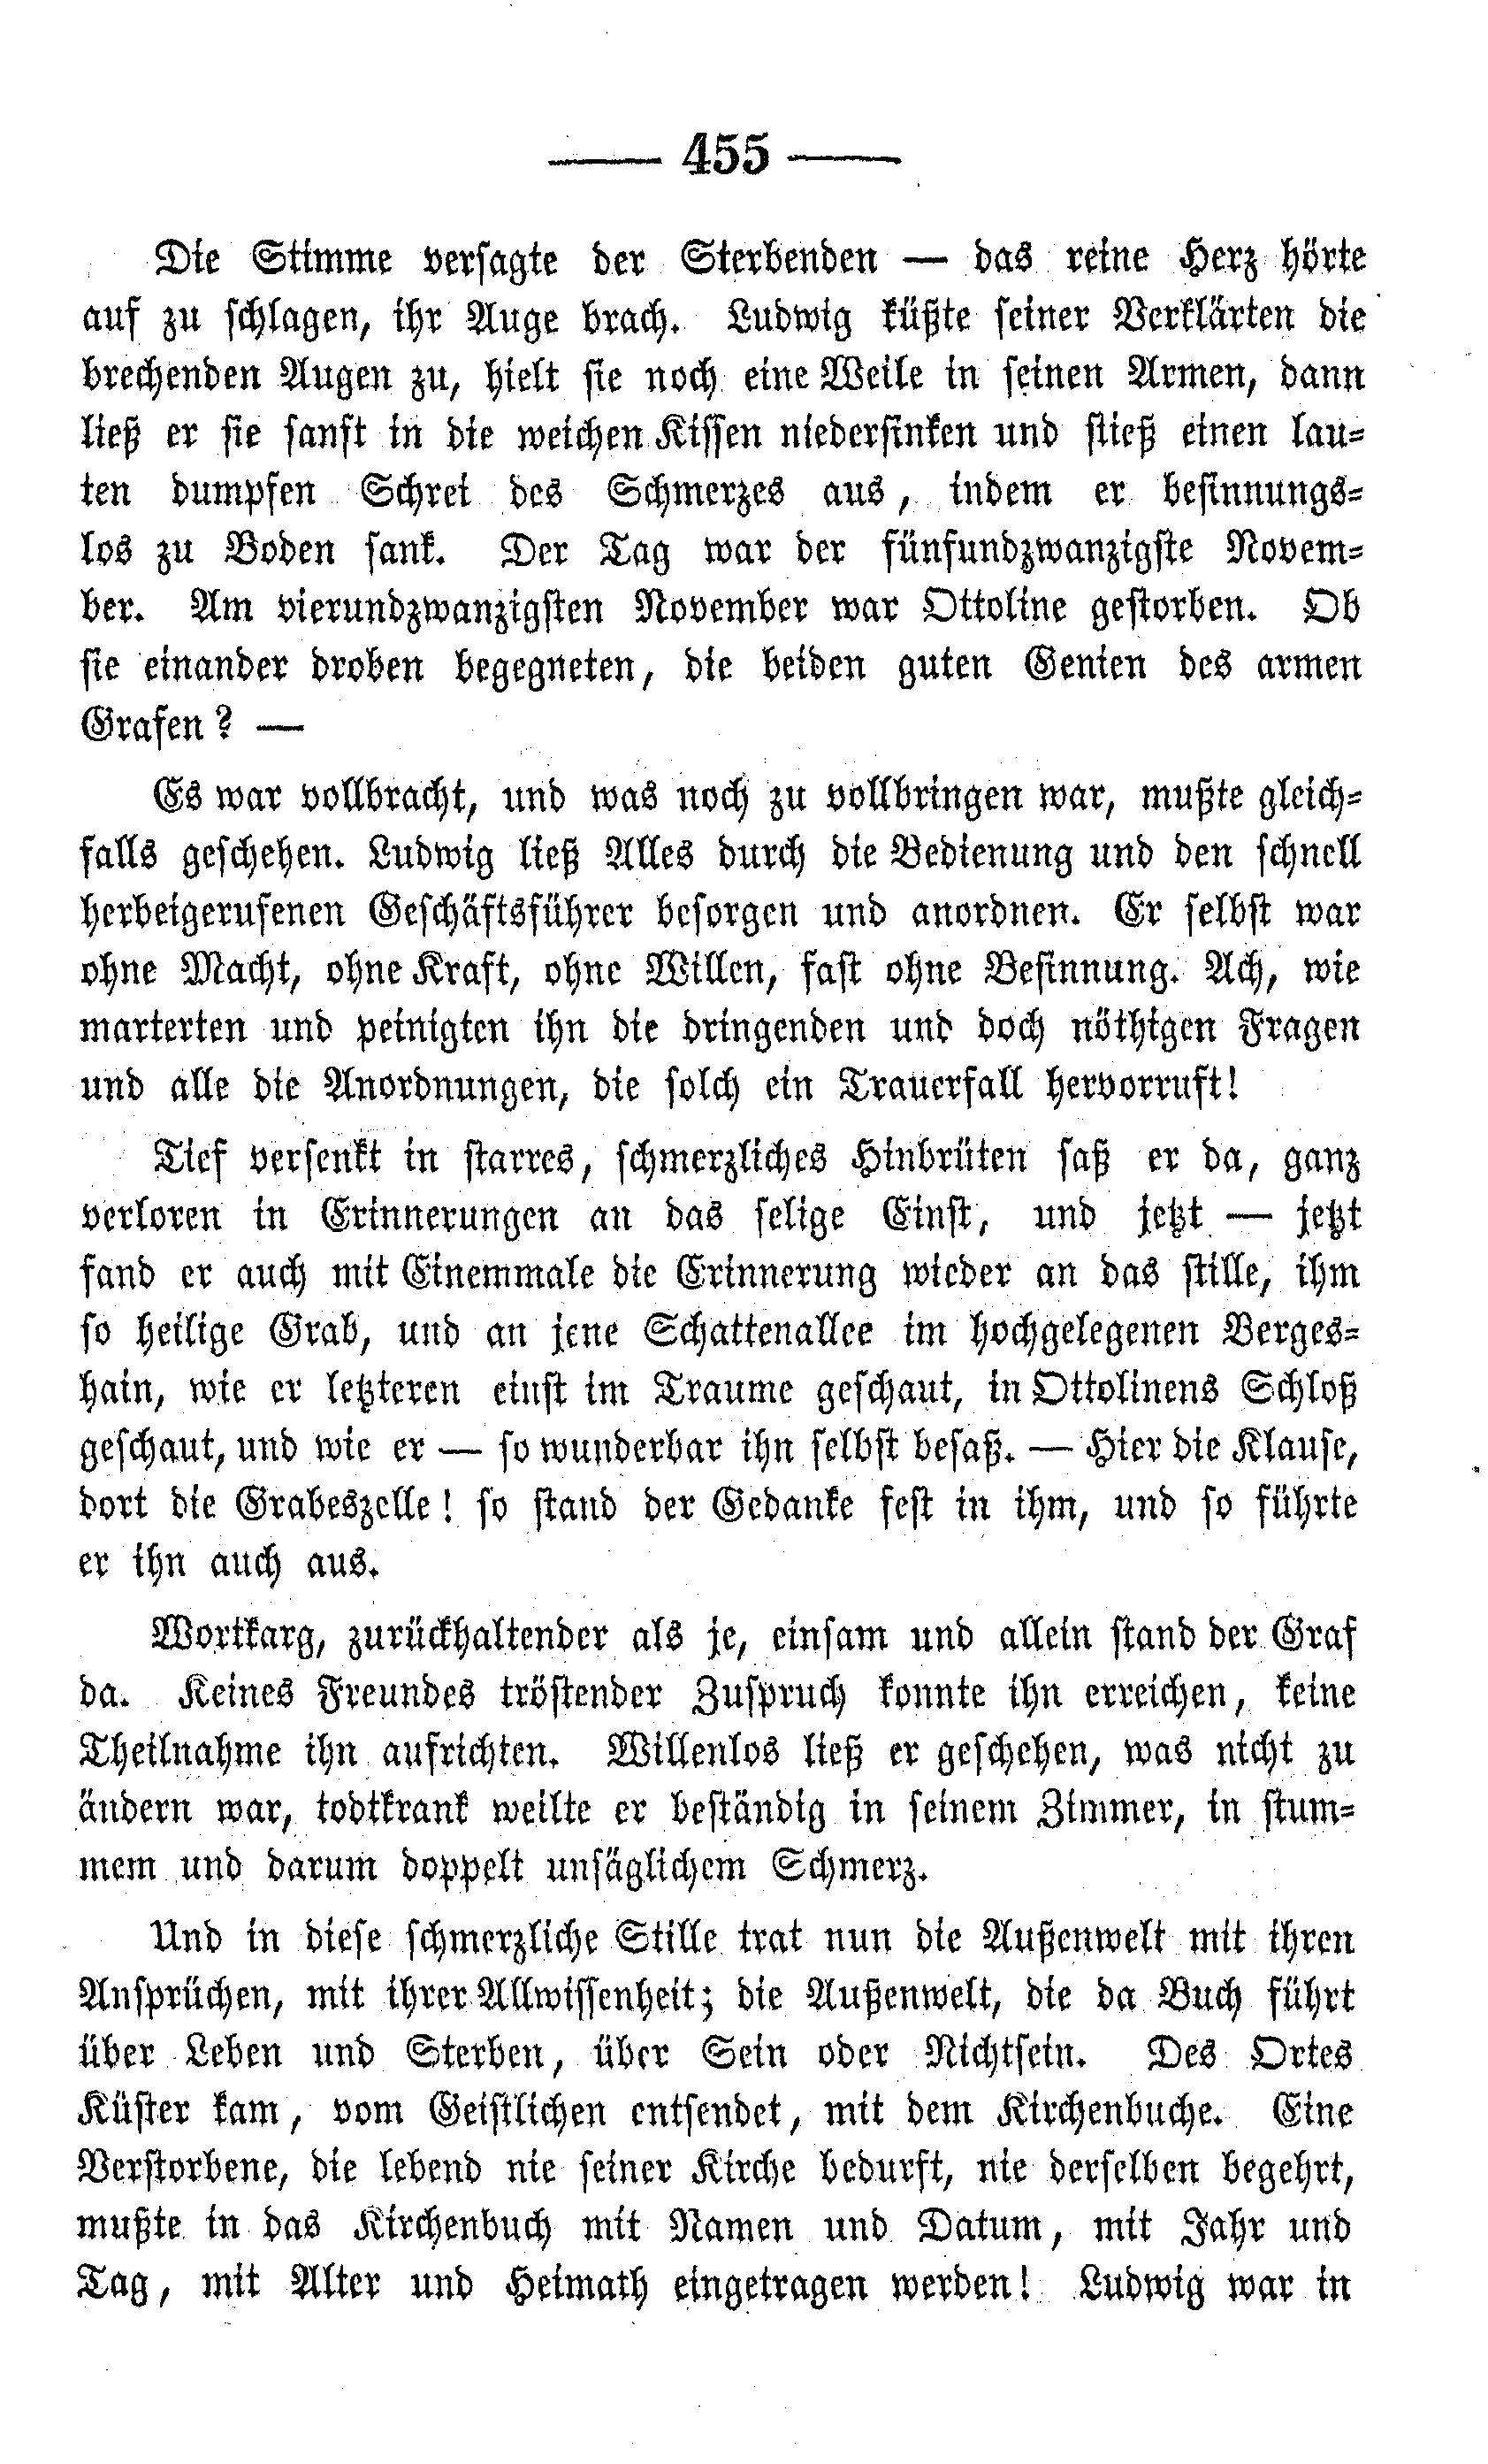 — 455 —
Die Stimme versagte der Sterbenden — das reine Herz hörte
auf zu schlagen, ihr Auge brach. Ludwig küßte seiner Verklärten die
brechenden Augen zu, hielt sie noch eine Weile in seinen Armen, dann
ließ er sie sanft in die weichen Kissen niedersinken und stieß einen lau-
ten dumpfen Schrei des Schmerzes aus, indem er besinnungs-
los zu Boden sank. Der Tag war der fünfundzwanzigste Novem-
ber. Am vierundzwanzigsten November war Ottoline gestorben. Ob
sie einander droben begegneten, die beiden guten Genien des armen
Grafen? —
Es war vollbracht, und was noch zu vollbringen war, mußte gleich-
falls geschehen. Ludwig ließ Alles durch die Bedienung und den schnell
herbeigerufenen Geschäftsführer besorgen und anordnen. Er selbst war
ohne Macht, ohne Kraft, ohne Willen, fast ohne Besinnung. Ach, wie
marterten und peinigten ihn die dringenden und doch nöthigen Fragen
und alle die Anordnungen, die solch ein Trauerfall hervorruft!
Tief versenkt in starres, schmerzliches Hinbrüten saß er da, ganz
verloren in Erinnerungen an das selige Einst, und jetzt — jetzt
fand er auch mit Einemmale die Erinnerung wieder an das stille, ihm
so heilige Grab, und an jene Schattenallee im hochgelegenen Berges-
hain, wie er letzteren einst im Traume geschaut, in Ottolinens Schloß
geschaut, und wie er — so wunderbar ihn selbst besaß. — Hier die Klause,
dort die Grabeszelle! so stand der Gedanke fest in ihm, und so führte
er ihn auch aus.
Wortkarg, zurückhaltender als je, einsam und allein stand der Graf
da. Keines Freundes tröstender Zuspruch konnte ihn erreichen, keine
Theilnahme ihn aufrichten. Willenlos ließ er geschehen, was nicht zu
ändern war, todtkrank weilte er beständig in seinem Zimmer, in stum-
mem und darum doppelt unsäglichem Schmerz.
Und in diese schmerzliche Stille trat nun die Außenwelt mit ihren
Ansprüchen, mit ihrer Allwissenheit; die Außenwelt, die da Buch führt
über Leben und Sterben, über Sein oder Nichtsein. Des Ortes
Küster kam, vom Geistlichen entsendet, mit dem Kirchenbuche. Eine
Verstorbene, die lebend nie seiner Kirche bedurft, nie derselben begehrt,
mußte in das Kirchenbuch mit Namen und Datum, mit Jahr und
Tag, mit Alter und Heimath eingetragen werden! Ludwig war in